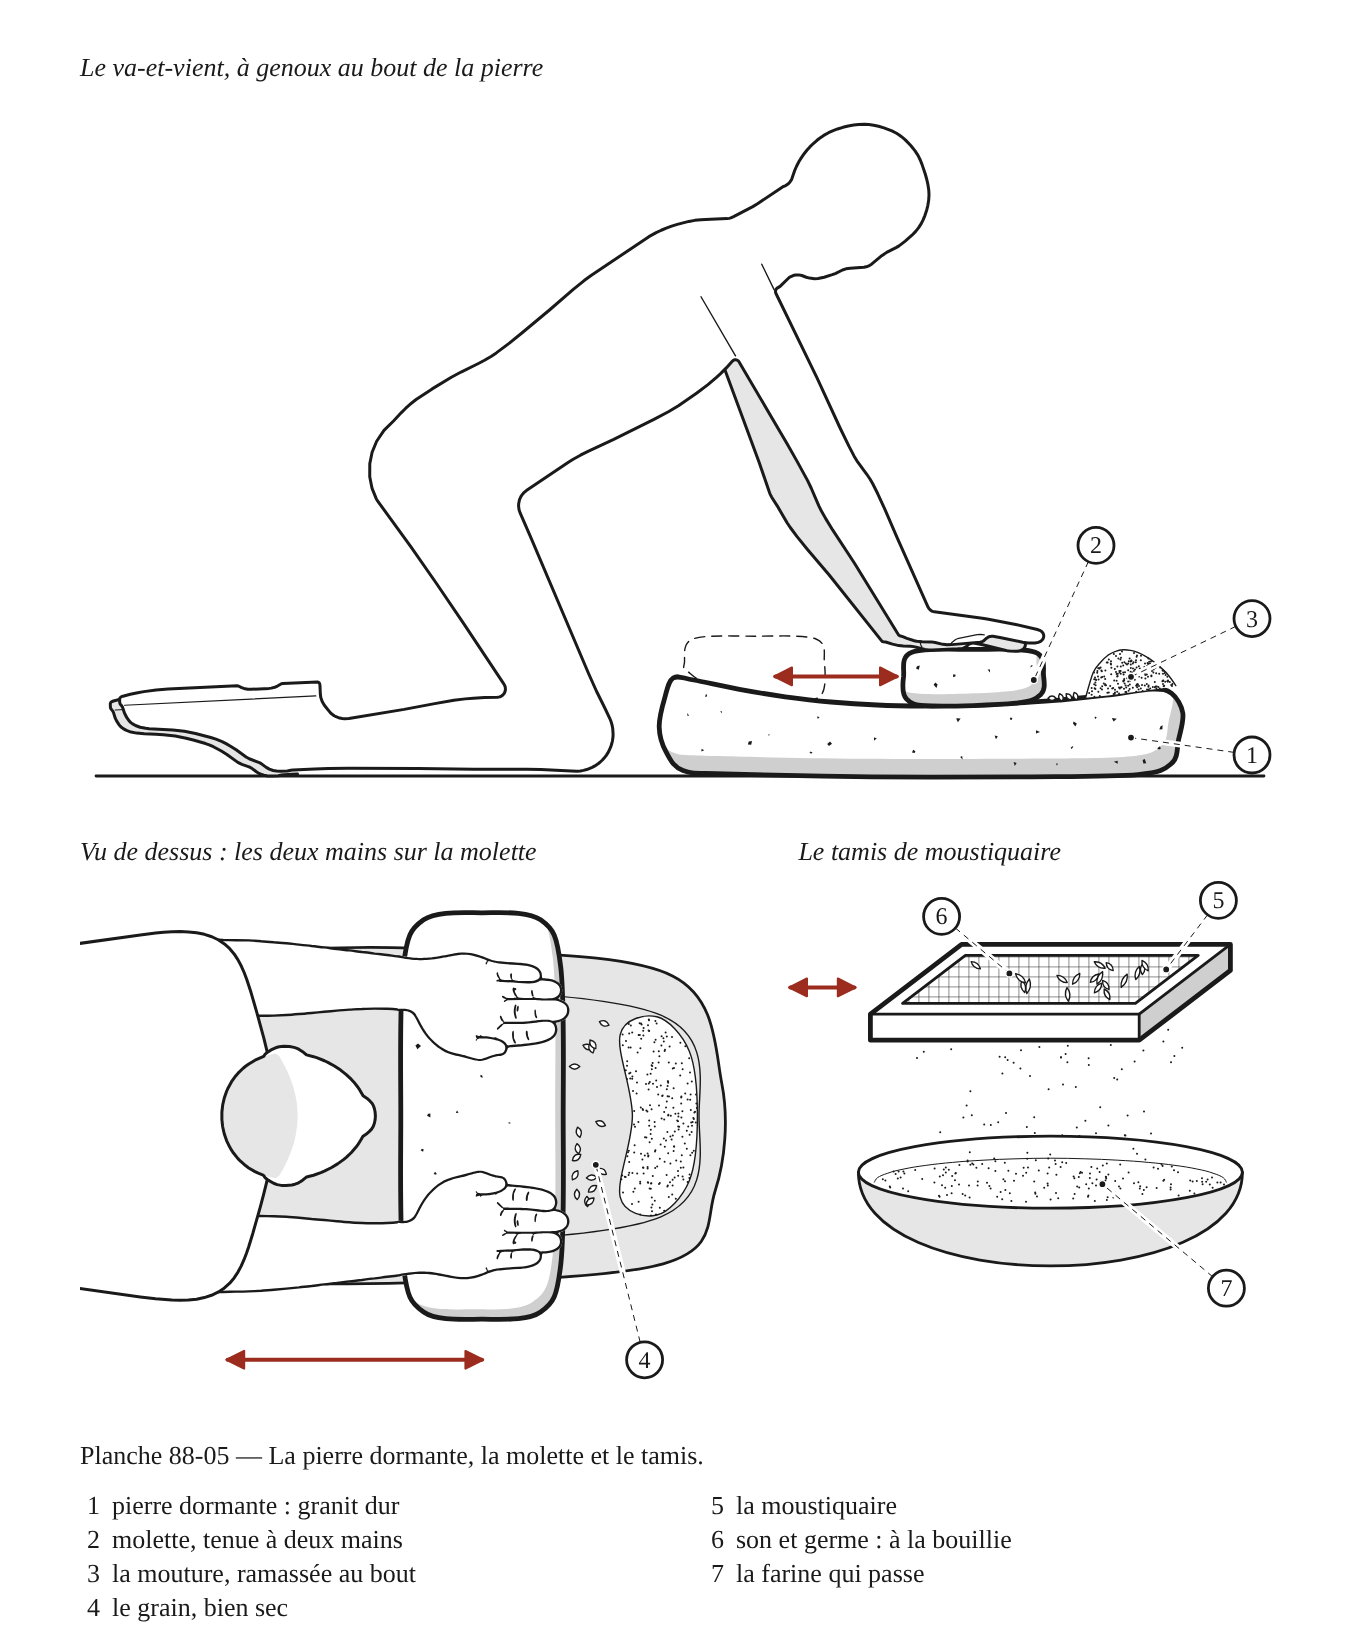 Le va-et-vient, à genoux au bout de la pierre
2
3
1
Vu de dessus : les deux mains sur la molette
Le tamis de moustiquaire
6
5
7
4
Planche 88-05 — La pierre dormante, la molette et le tamis.
1 pierre dormante : granit dur
2 molette, tenue à deux mains
3 la mouture, ramassée au bout
4 le grain, bien sec
5 la moustiquaire
6 son et germe : à la bouillie
7 la farine qui passe